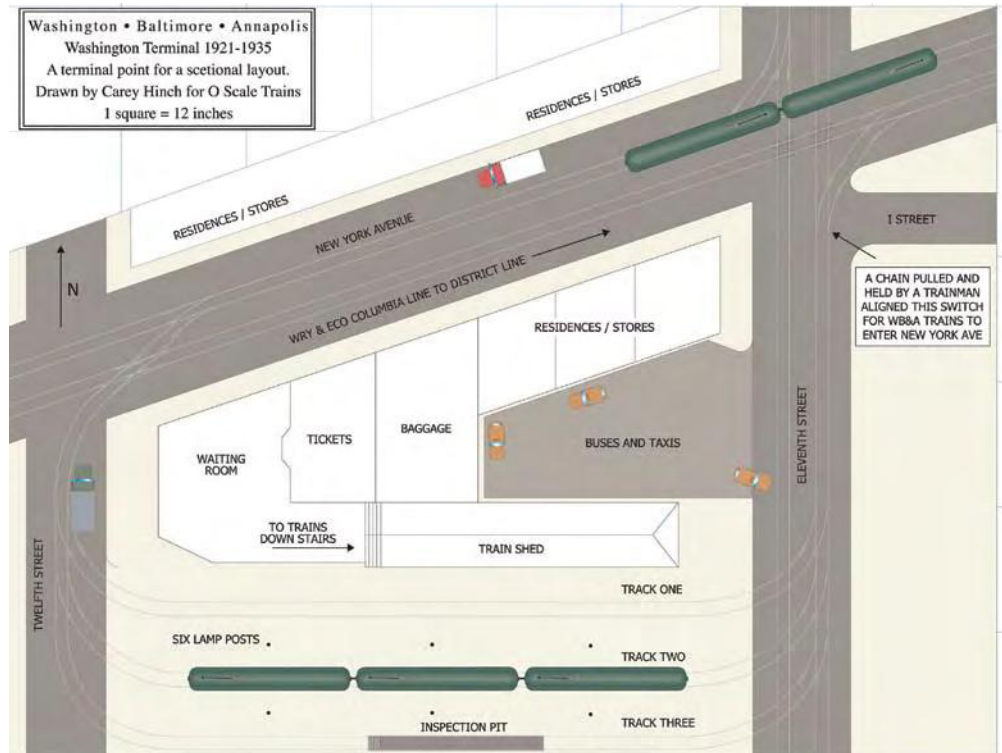 Washington • Baltimore • Annapolis
Washington Terminal 1921-1935
A terminal point for a scetional layout.
Drawn by Carey Hinch for O Scale Trains
1 square = 12 inches
RESIDENCES / STORES
RESIDENCES / STORES
NEW YORK AVENUE
I STREET
N
WRY & ECO COLUMBIA LINE TO DISTRICT LINE
A CHAIN PULLED AND
HELD BY A TRAINMAN
ALIGNED THIS SWITCH
FOR WB&A TRAINS TO
ENTER NEW YORK AVE
RESIDENCES / STORES
WAITING
ROOM
TICKETS
BAGGAGE
BUSES AND TAXIS
ELEVENTH STREET
TWELFTH STREET
TO TRAINS
DOWN STAIRS
TRAIN SHED
TRACK ONE
SIX LAMP POSTS
TRACK TWO
TRACK THREE
INSPECTION PIT